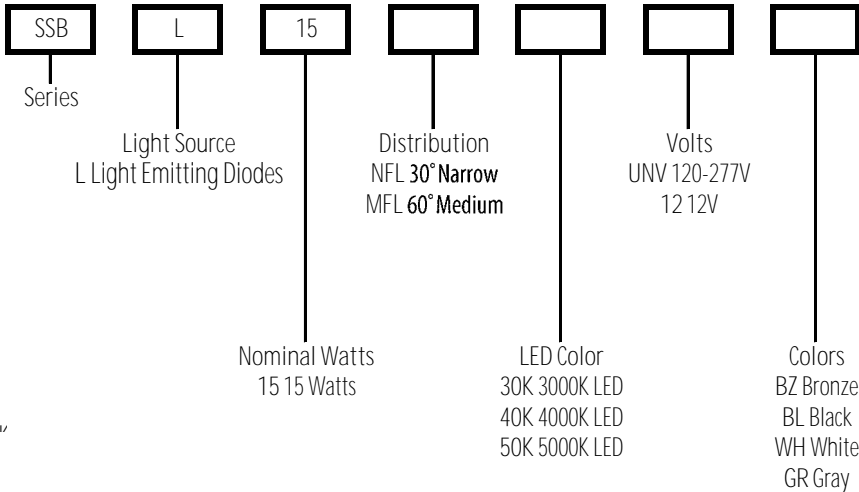 SSB L 15
Series
Light Source
L Light Emitting Diodes
Distribution
NFL 30° Narrow
MFL 60° Medium
Volts
UNV 120-277V
12 12V
Nominal Watts
15 15 Watts
LED Color
30K 3000K LED
40K 4000K LED
50K 5000K LED
Colors
BZ Bronze
BL Black
WH White
GR Gray